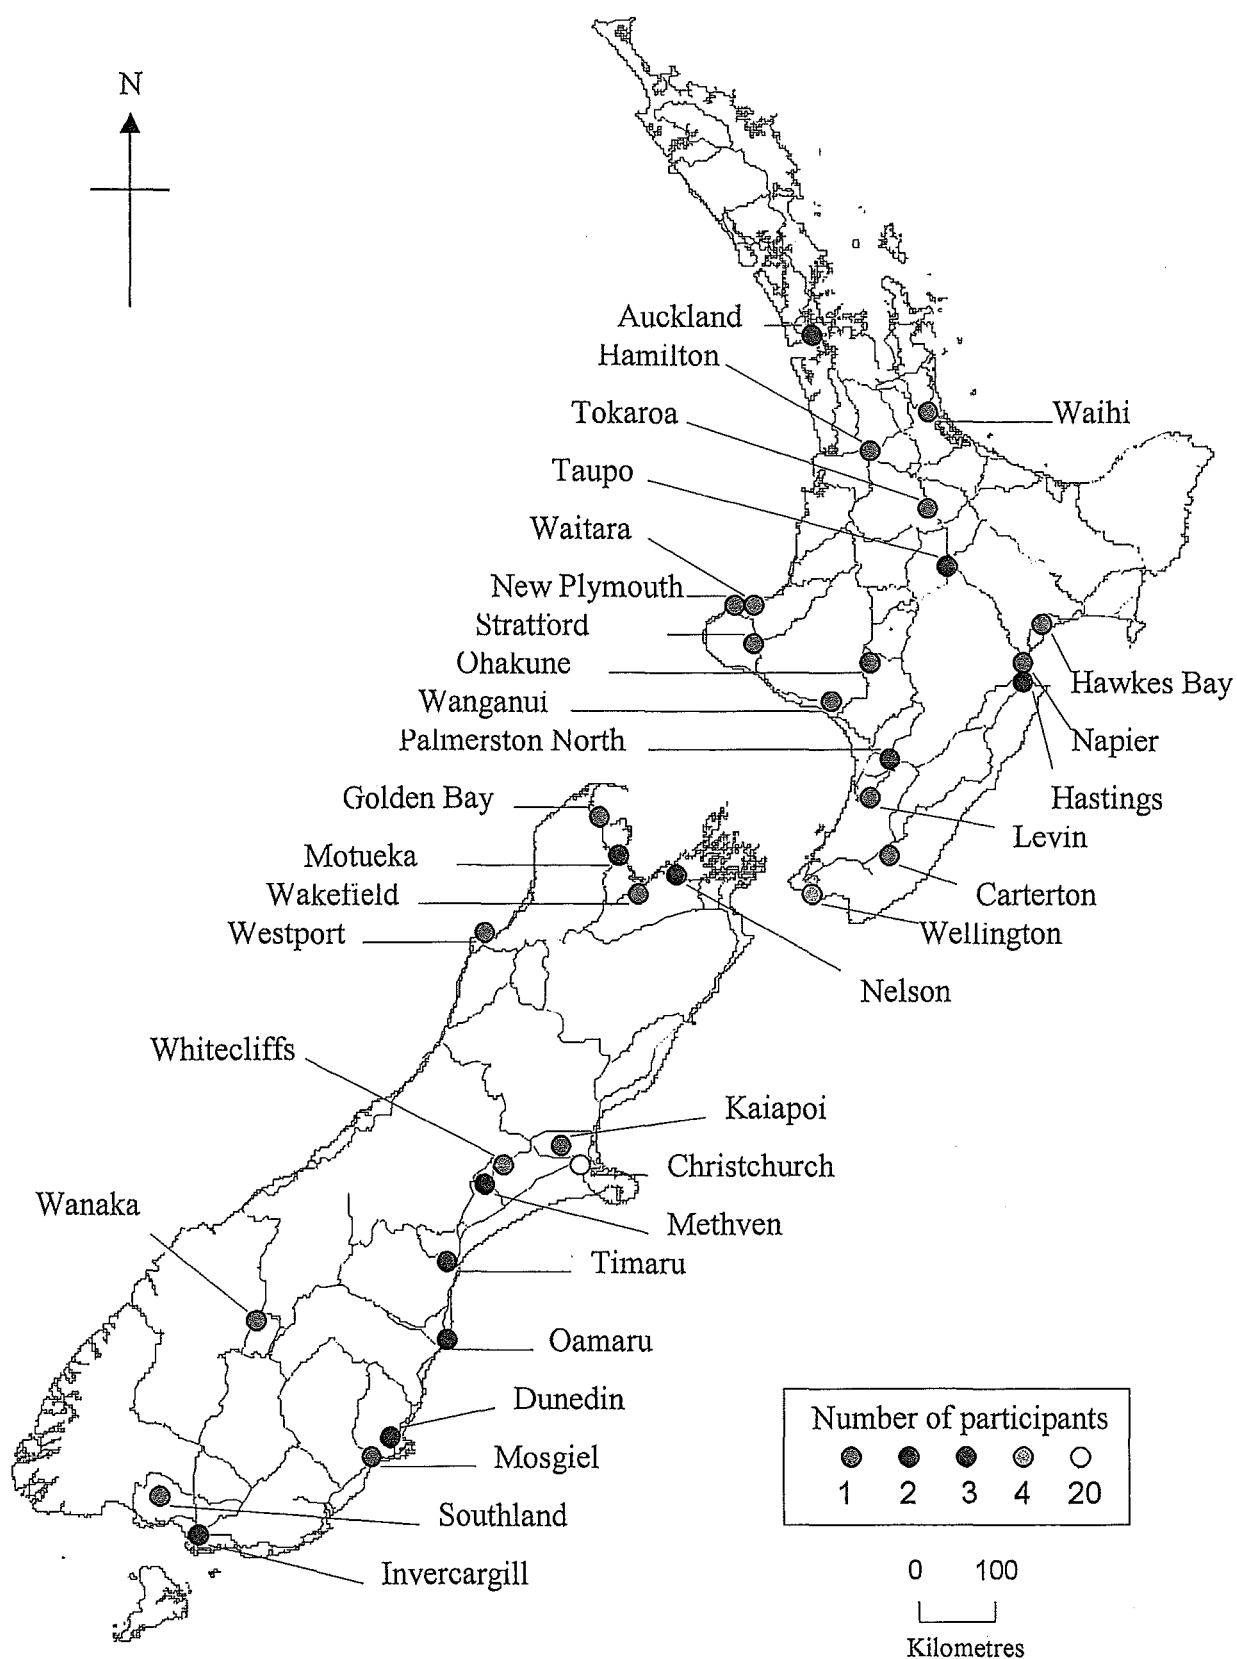 N
Auckland
Hamilton
Tokaroa
Waihi
Taupo
Waitara
New Plymouth
Stratford
Ohakune
Hawkes Bay
Wanganui
Palmerston North
Napier
Golden Bay
Hastings
Levin
Motueka
Wakefield
Carterton
Westport
Wellington
Nelson
Whitecliffs
Kaiapoi
Christchurch
Wanaka
Methven
Timaru
Oamaru
Dunedin
Mosgiel
Southland
Invercargill
Number of participants
1 2 3 4 20
0 100
Kilometres